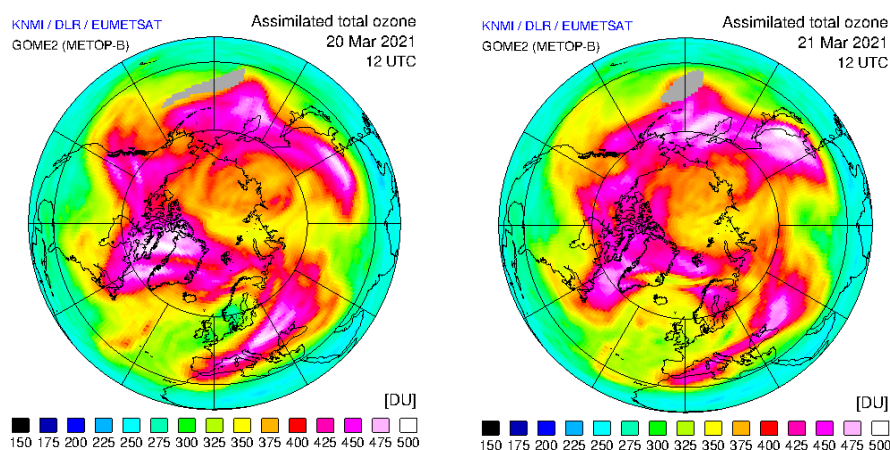 KNMI / DLR / EUMETSAT
GOME2 (METOP-B)
Assimilated total ozone
20 Mar 2021
12 UTC
[DU]
150 175 200 225 250 275 300 325 350 375 400 425 450 475 500
KNMI / DLR / EUMETSAT
GOME2 (METOP-B)
Assimilated total ozone
21 Mar 2021
12 UTC
[DU]
150 175 200 225 250 275 300 325 350 375 400 425 450 475 500